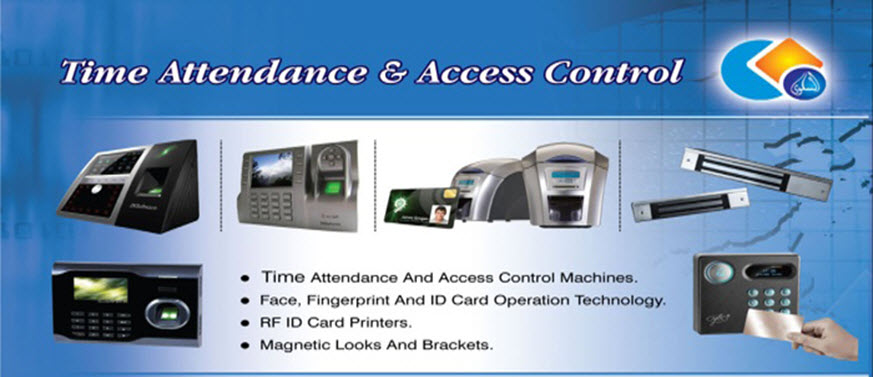 Time Attendance & Access Control
Time Attendance And Access Control Machines.
Face, Fingerprint And ID Card Operation Technology.
RF ID Card Printers.
Magnetic Looks And Brackets.